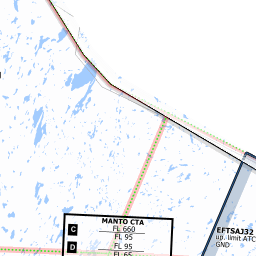 MANTO CTA
C FL 660
FL 95
D FL 95
FL 65
EFTSAJ32
up. limit ATC
GND